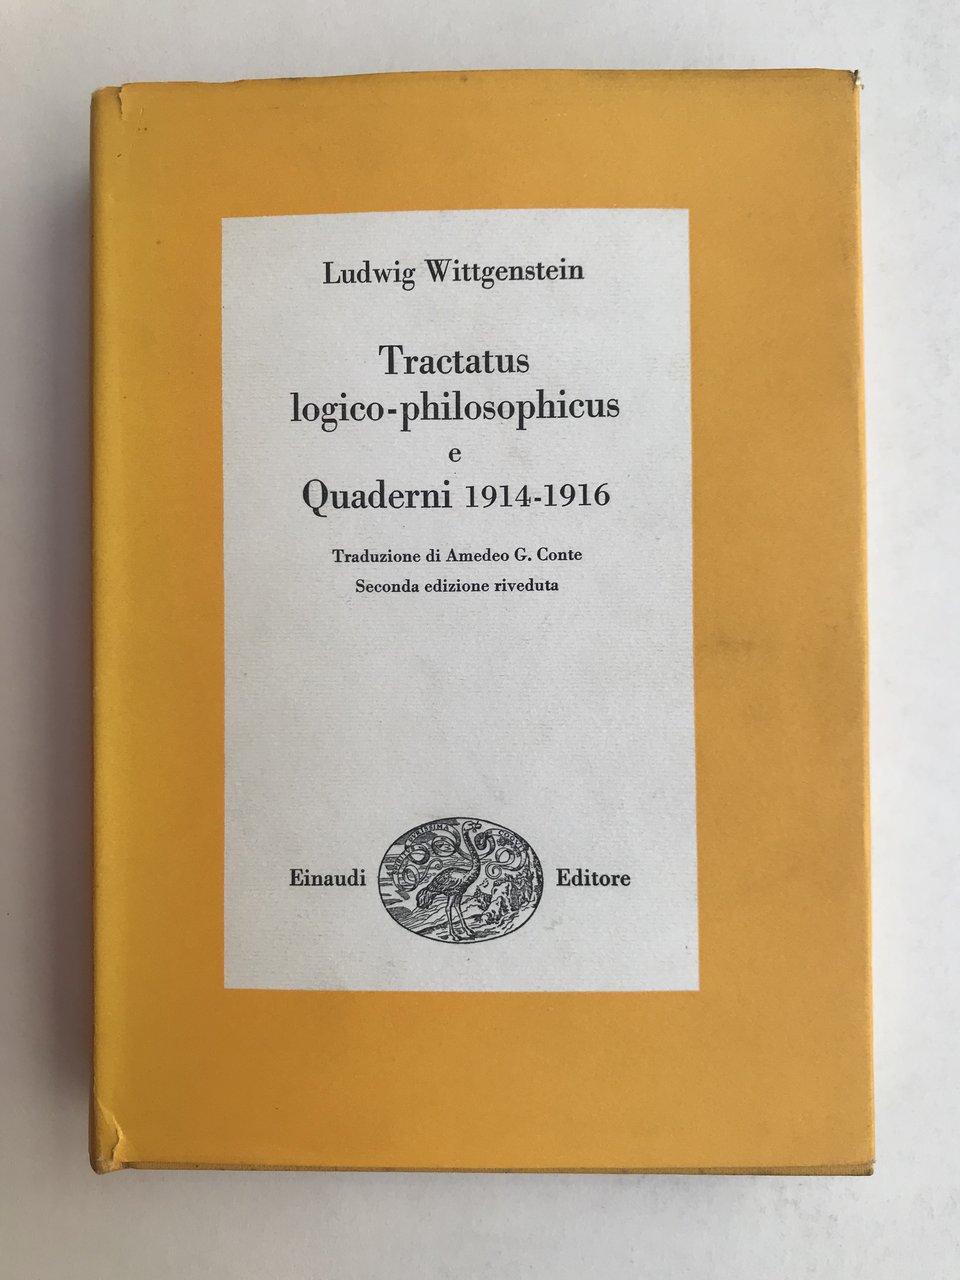 Ludwig Wittgenstein
Tractatus
logico-philosophicus
e
Quaderni 1914-1916
Traduzione di Amedeo G. Conte
Seconda edizione riveduta
Einaudi Editore